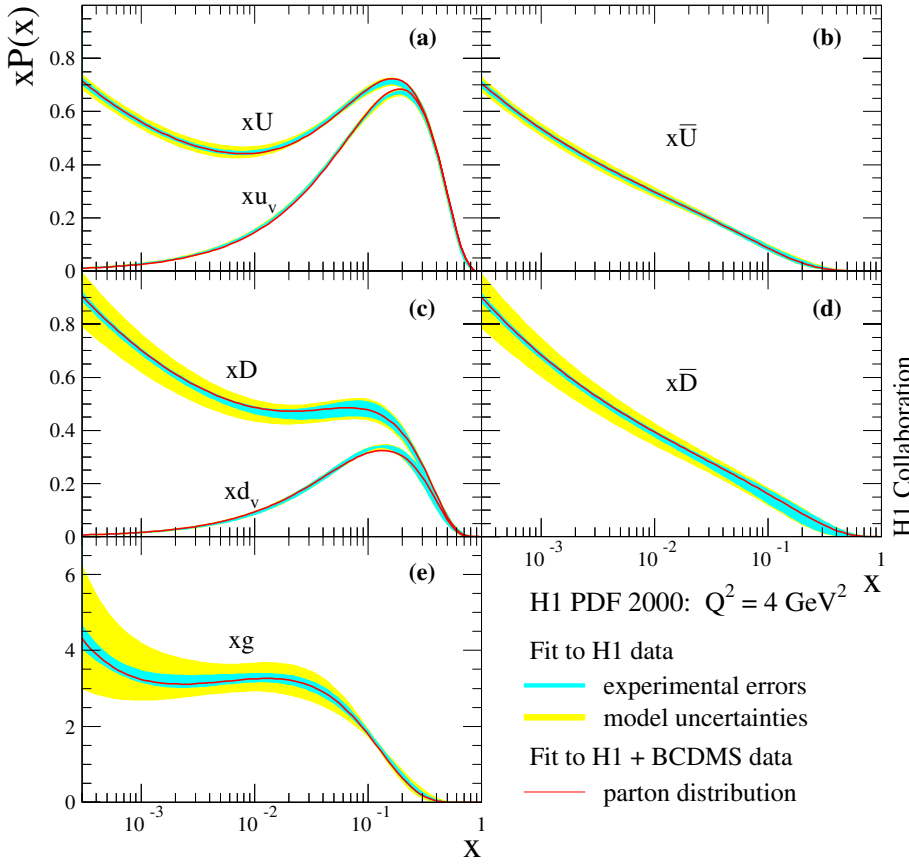 xP(x)
(a)
(b)
0.8
0.6
0.4
0.2
0
xU
xu_v
xU̅
(c)
(d)
0.8
0.6
0.4
0.2
0
xD
xd_v
xD̅
H1 Collaboration
10^-3
10^-2
10^-1
1
x
(e)
6
4
2
0
xg
10^-3
10^-2
10^-1
1
x
H1 PDF 2000: Q^2 = 4 GeV^2
Fit to H1 data
experimental errors
model uncertainties
Fit to H1 + BCDMS data
parton distribution